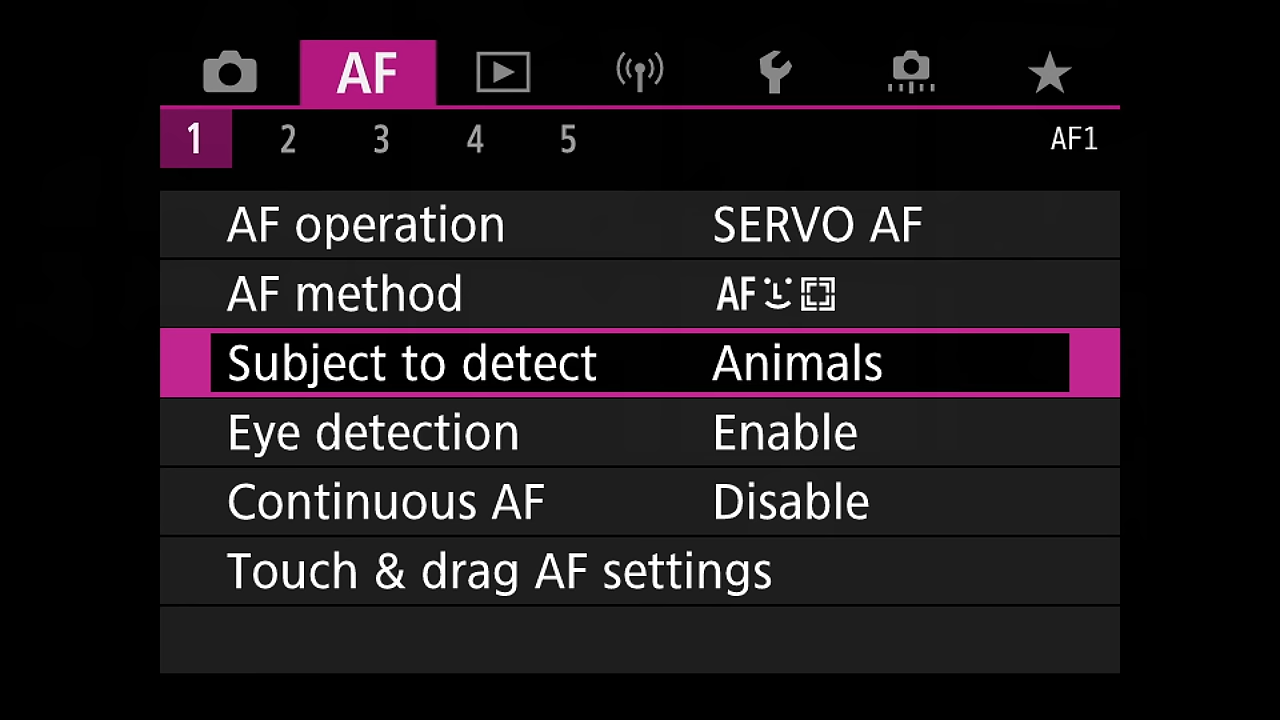 AF
1 2 3 4 5 AF1
AF operation SERVO AF
AF method AF
Subject to detect Animals
Eye detection Enable
Continuous AF Disable
Touch & drag AF settings